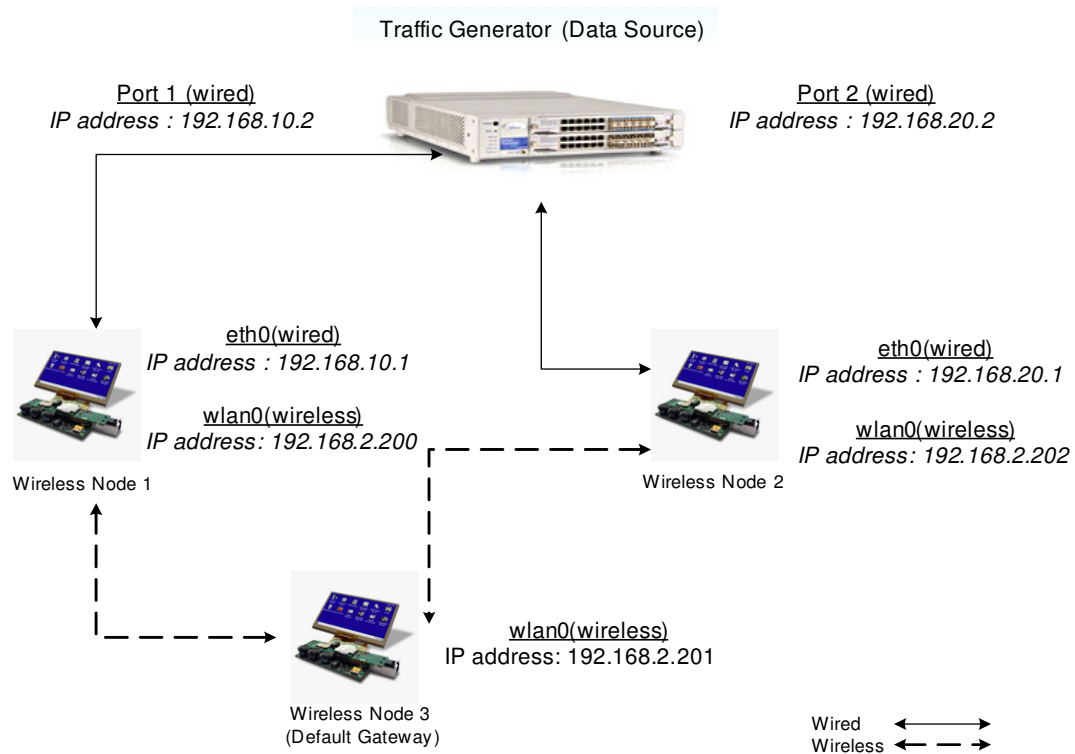 Traffic Generator (Data Source)
Port 1 (wired)
IP address : 192.168.10.2
Port 2 (wired)
IP address : 192.168.20.2
eth0(wired)
IP address : 192.168.10.1
wlan0(wireless)
IP address: 192.168.2.200
Wireless Node 1
eth0(wired)
IP address : 192.168.20.1
wlan0(wireless)
IP address: 192.168.2.202
Wireless Node 2
wlan0(wireless)
IP address: 192.168.2.201
Wireless Node 3
(Default Gateway)
Wired
Wireless